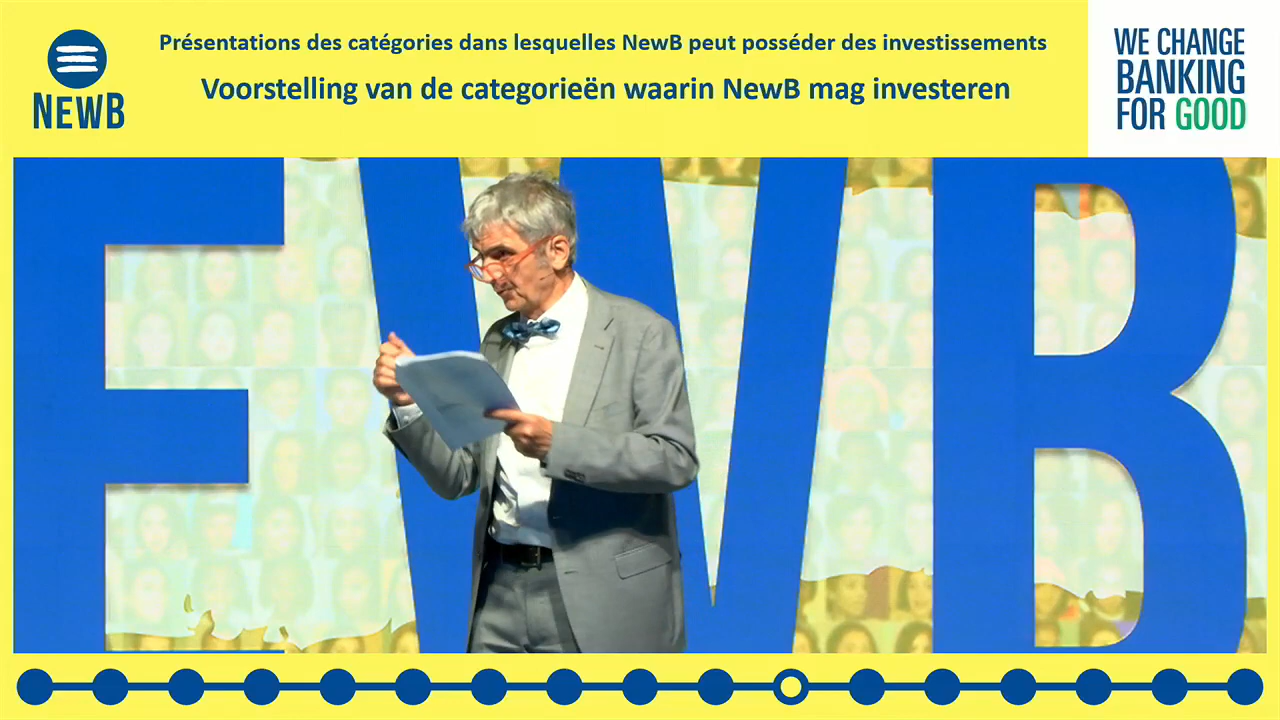 NEWB
Présentations des catégories dans lesquelles NewB peut posséder des investissements
Voorstelling van de categorieën waarin NewB mag investeren
WE CHANGE
BANKING
FOR GOOD
EWB